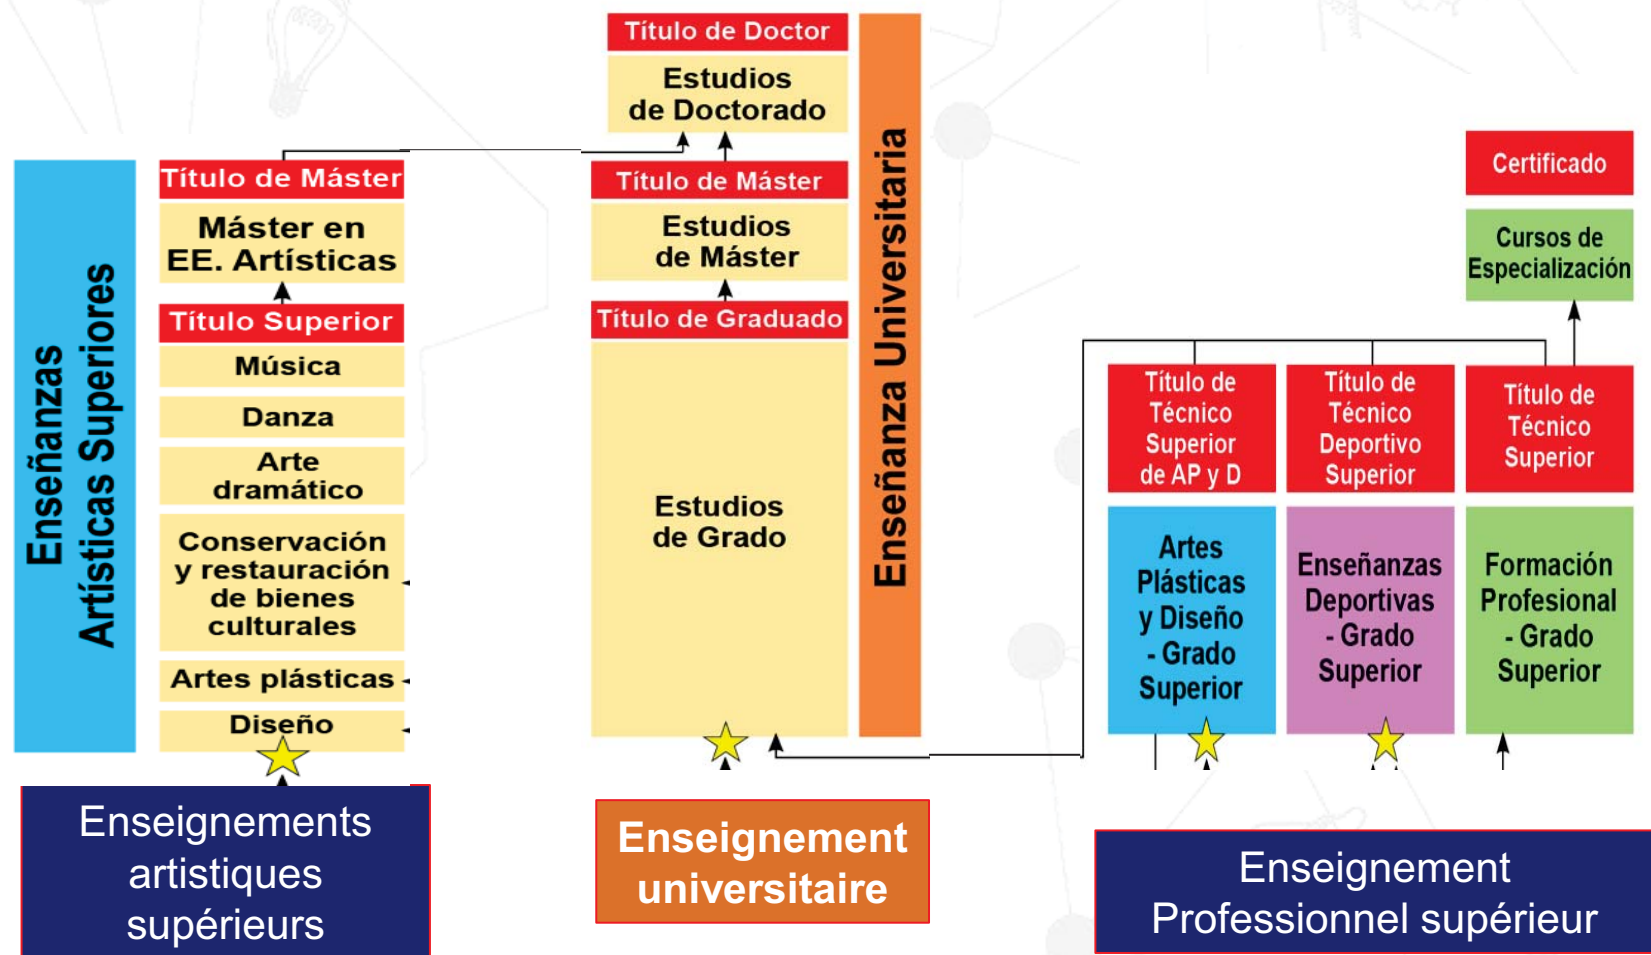 Enseñanzas
Artísticas Superiores
Título de Máster
Máster en
EE. Artísticas
Título Superior
Música
Danza
Arte
dramático
Conservación
y restauración
de bienes
culturales
Artes plásticas
Diseño
Enseignements
artistiques
supérieurs
Título de Doctor
Estudios
de Doctorado
Título de Máster
Estudios
de Máster
Título de Graduado
Estudios
de Grado
Enseñanza Universitaria
Enseignement
universitaire
Certificado
Cursos de
Especialización
Título de
Técnico
Superior
de AP y D
Título de
Técnico
Deportivo
Superior
Título de
Técnico
Superior
Artes
Plásticas
y Diseño
- Grado
Superior
Enseñanzas
Deportivas
- Grado
Superior
Formación
Profesional
- Grado
Superior
Enseignement
Professionnel supérieur